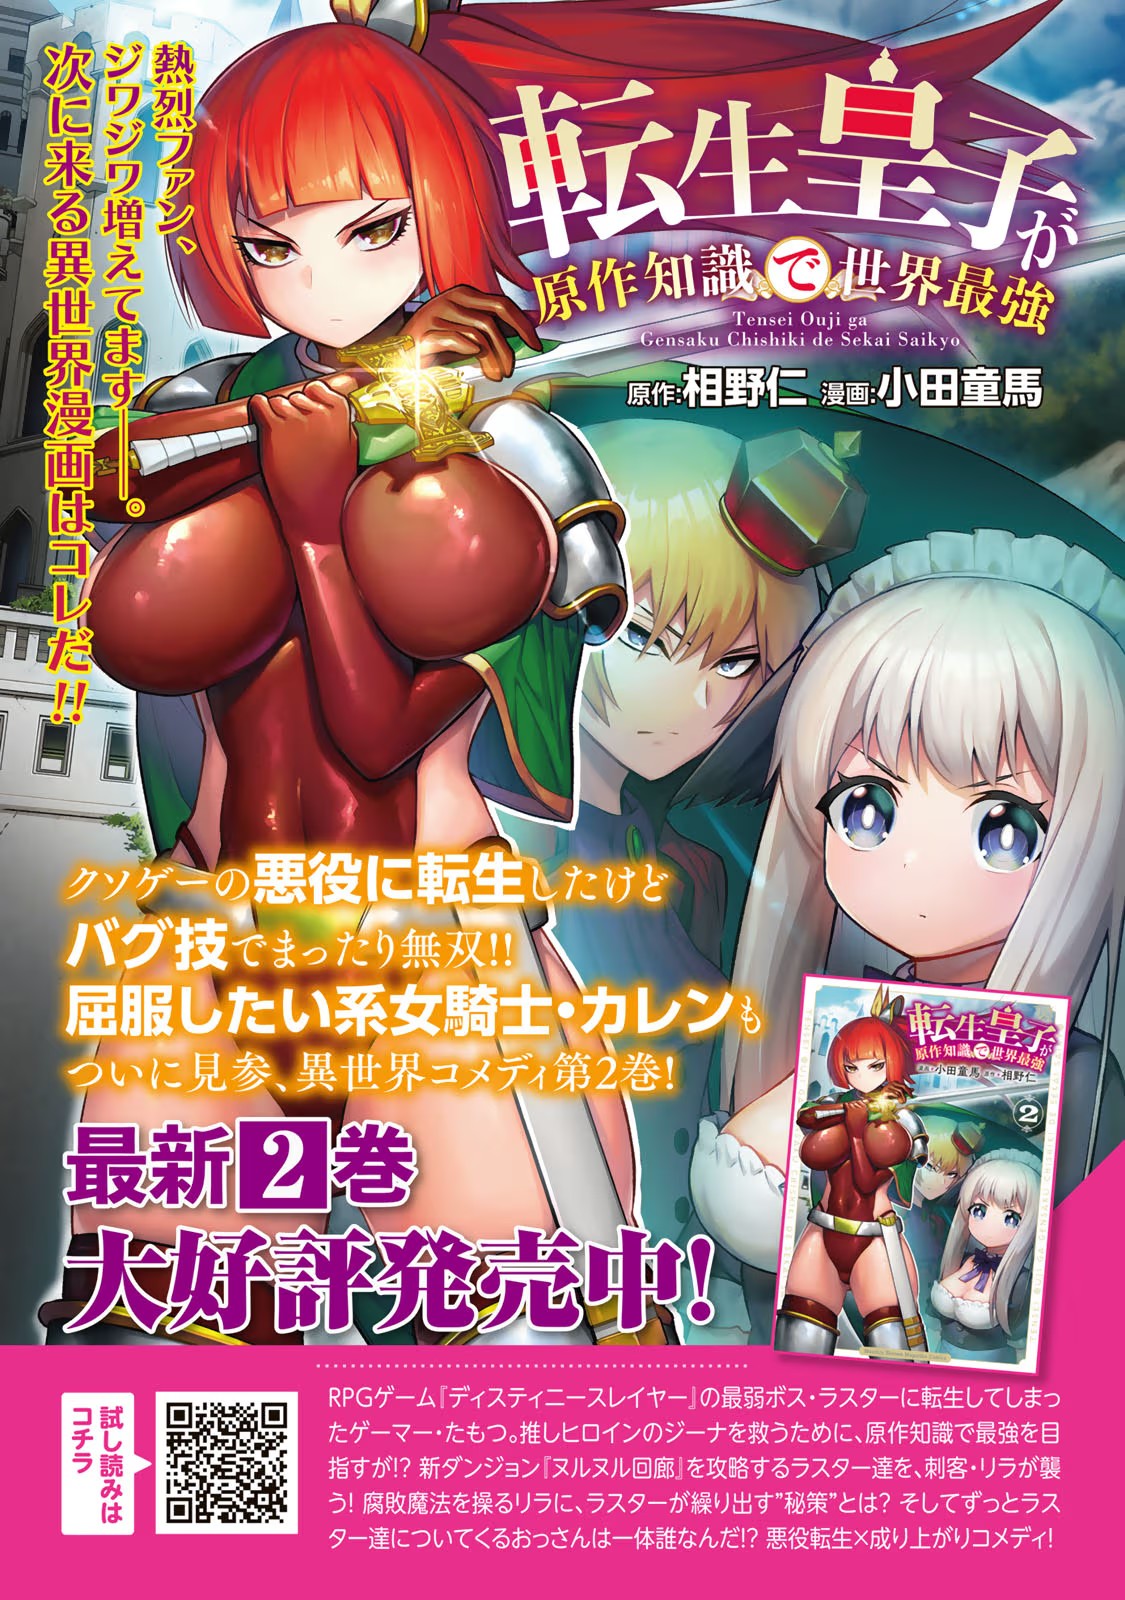 熱烈ファン、
ジワジワ増えてます――。
次に来る異世界漫画はコレだ!!
転生皇子が
原作知識で世界最強
Tensei Ouji ga
Gensaku Chishiki de Sekai Saikyo
原作:相野仁 漫画:小田童馬
クソゲーの悪役に転生したけど
バグ技でまったり無双!!
屈服したい系女騎士・カレンも
ついに見参、異世界コメディ第2巻!
最新2巻
大好評発売中!
転生皇子が
原作知識で世界最強
漫画・小田童馬 原作・相野仁
2
試し読みは
コチラ
RPGゲーム『ディスティニースレイヤー』の最弱ボス・ラスターに転生してしまっ
たゲーマー・たもつ。推しヒロインのジーナを救うために、原作知識で最強を目
指すが!? 新ダンジョン『ヌルヌル回廊』を攻略するラスター達を、刺客・リラが襲
う! 腐敗魔法を操るリラに、ラスターが繰り出す"秘策"とは? そしてずっとラス
ター達についてくるおっさんは一体誰なんだ!? 悪役転生×成り上がりコメディ!